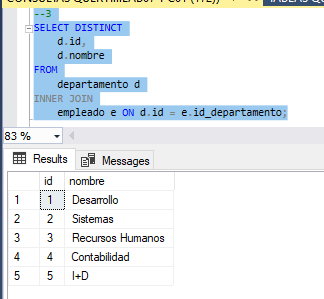 --3
SELECT DISTINCT
d.id,
d.nombre
FROM
departamento d
INNER JOIN
empleado e ON d.id = e.id_departamento;
83 %
Results Messages
id nombre
1 1 Desarrollo
2 2 Sistemas
3 3 Recursos Humanos
4 4 Contabilidad
5 5 I+D